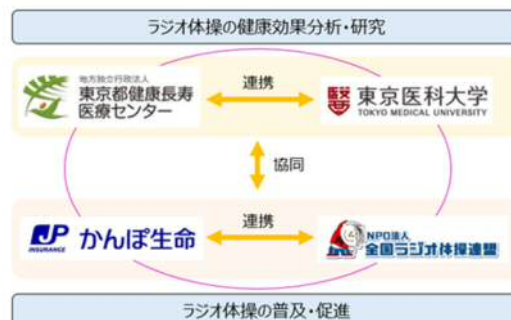 ラジオ体操の健康効果分析・研究
地方独立行政法人
東京都健康長寿
医療センター
連携
醫 東京医科大学
TOKYO MEDICAL UNIVERSITY
協同
JP かんぽ生命
INSURANCE
連携
NPO法人
全国ラジオ体操連盟
ラジオ体操の普及・促進